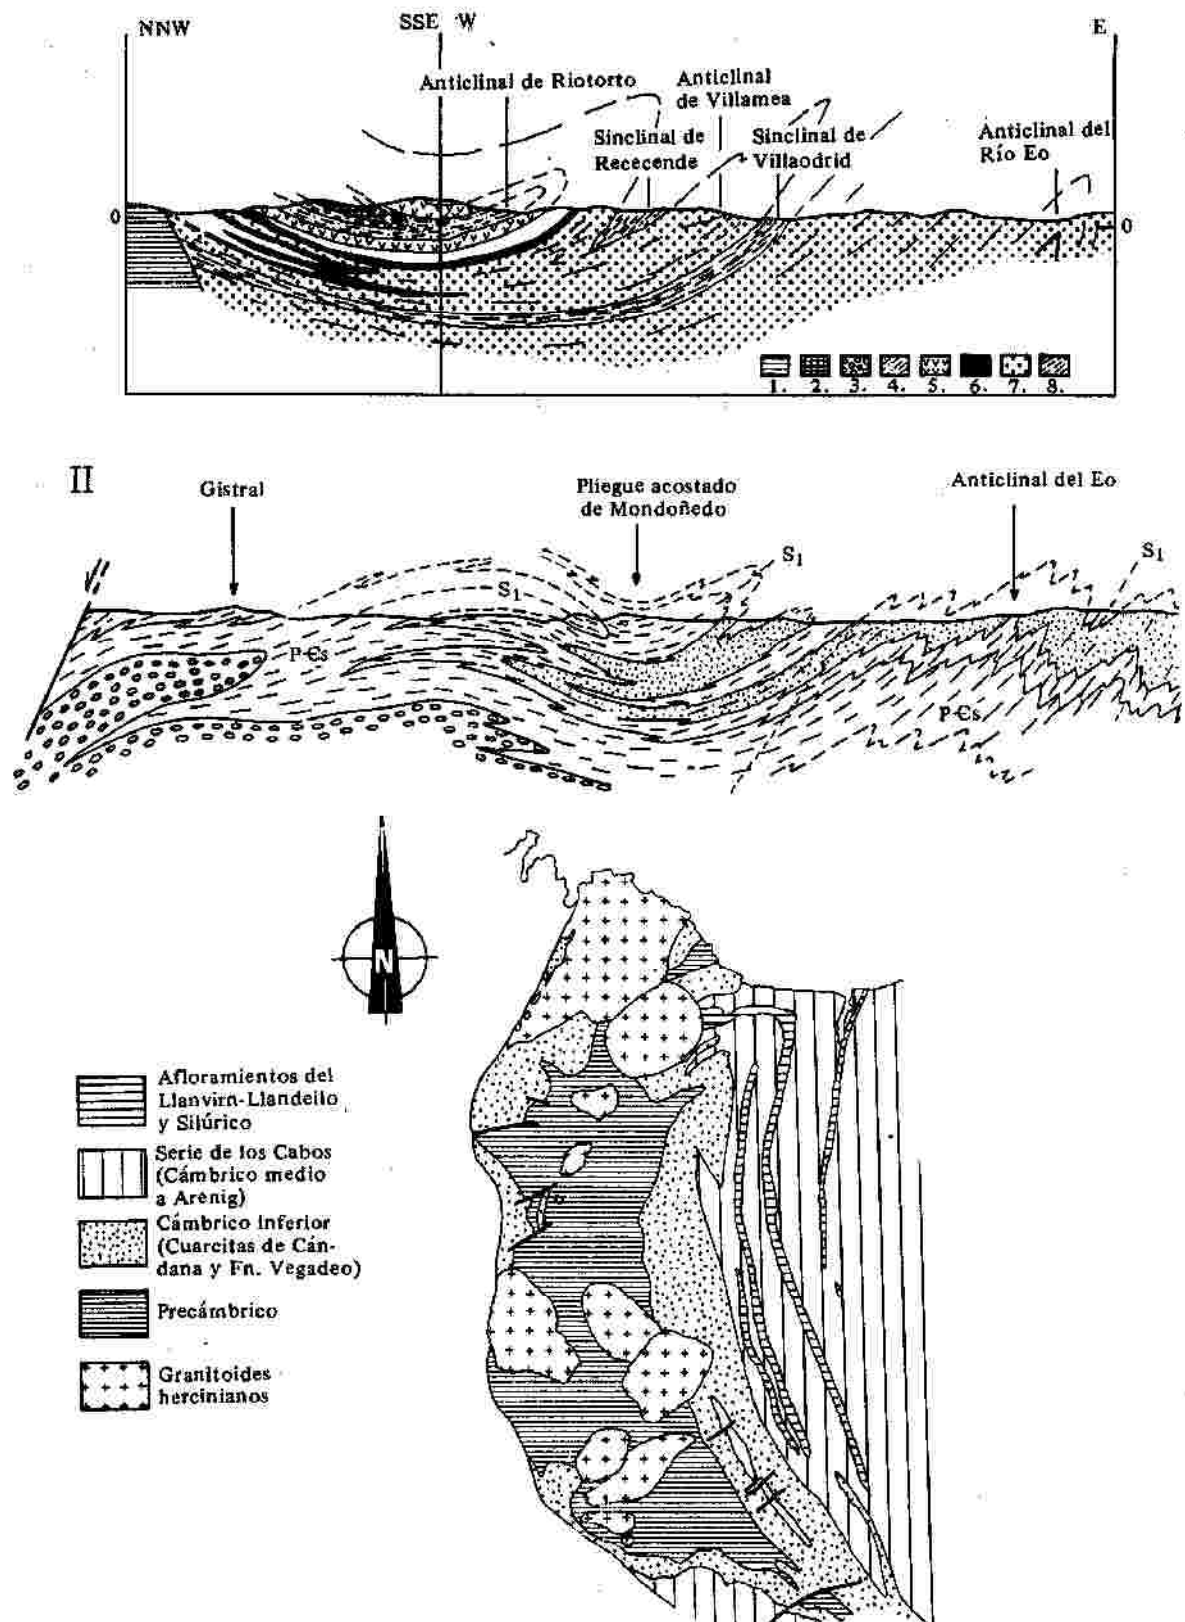 NNW
SSE W
E
Anticlinal de Riotorto
Anticlinal
de Villamea
Sinclinal de
Rececende
Sinclinal de
Villaodrid
Anticlinal del
Río Eo
0
0
1. 2. 3. 4. 5. 6. 7. 8.
II
Gistral
Pliegue acostado
de Mondoñedo
Anticlinal del Eo
S1
S1
S1
P-Єs
P-Єs
N
Afloramientos del
Llanvirn-Llandeilo
y Silúrico
Serie de los Cabos
(Cámbrico medio
a Arenig)
Cámbrico inferior
(Cuarcitas de Cán-
dana y Fn. Vegadeo)
Precámbrico
Granitoides
hercinianos